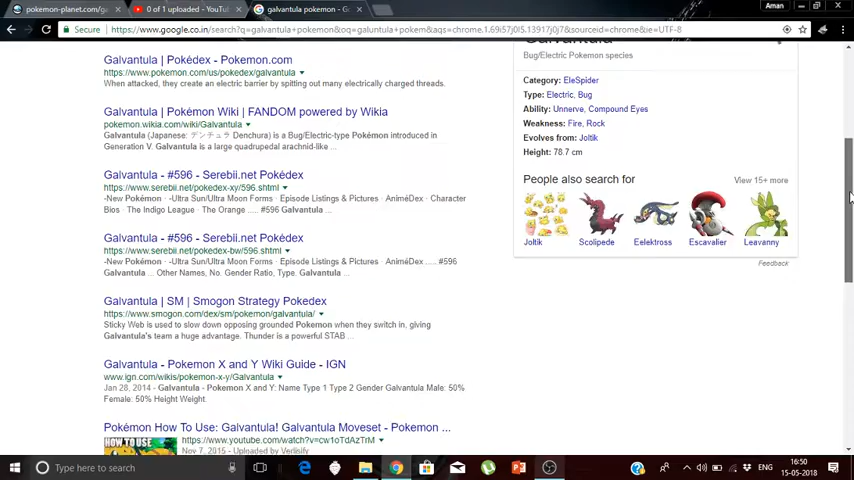 pokemon-planet.com/ga
0 of 1 uploaded - YouTu
galvantula pokemon - Goo
Aman
Secure
https://www.google.co.in/search?q=galvantula+pokemon&oq=galuntula+pokem&aqs=chrome.1.69i57j0l5.13917j0j7&sourceid=chrome&ie=UTF-8
Galvantula | Pokédex - Pokemon.com
https://www.pokemon.com/us/pokedex/galvantula
When attacked, they create an electric barrier by spitting out many electrically charged threads.
Galvantula | Pokémon Wiki | FANDOM powered by Wikia
pokemon.wikia.com/wiki/Galvantula
Galvantula (Japanese: デンチュラ Denchura) is a Bug/Electric-type Pokémon introduced in
Generation V. Galvantula is a large quadrupedal arachnid-like ...
Galvantula - #596 - Serebii.net Pokédex
https://www.serebii.net/pokedex-xy/596.shtml
-New Pokémon · -Ultra Sun/Ultra Moon Forms · Episode Listings & Pictures · AniméDex · Character
Bios · The Indigo League · The Orange ... #596 Galvantula ...
Galvantula - #596 - Serebii.net Pokédex
https://www.serebii.net/pokedex-bw/596.shtml
-New Pokémon · -Ultra Sun/Ultra Moon Forms · Episode Listings & Pictures · AniméDex ..... #596
Galvantula ... Other Names, No. Gender Ratio, Type. Galvantula ...
Galvantula | SM | Smogon Strategy Pokedex
https://www.smogon.com/dex/sm/pokemon/galvantula/
Sticky Web is used to slow down opposing grounded Pokemon when they switch in, giving
Galvantula's team a huge advantage. Thunder is a powerful STAB ...
Galvantula - Pokemon X and Y Wiki Guide - IGN
www.ign.com/wikis/pokemon-x-y/Galvantula
Jan 28, 2014 - Galvantula - Pokemon X and Y: Name Type 1 Type 2 Gender Galvantula Male: 50%
Female: 50% Height Weight.
Pokémon How To Use: Galvantula! Galvantula Moveset - Pokemon ...
HOW TO USE
https://www.youtube.com/watch?v=cw1oTdAzTrM
Nov 7, 2015 - Uploaded by Verlisify
Galvantula
Bug/Electric Pokemon species
Category: EleSpider
Type: Electric, Bug
Ability: Unnerve, Compound Eyes
Weakness: Fire, Rock
Evolves from: Joltik
Height: 78.7 cm
People also search for
View 15+ more
Joltik
Scolipede
Eelektross
Escavalier
Leavanny
Feedback
Type here to search
ENG
16:50
15-05-2018